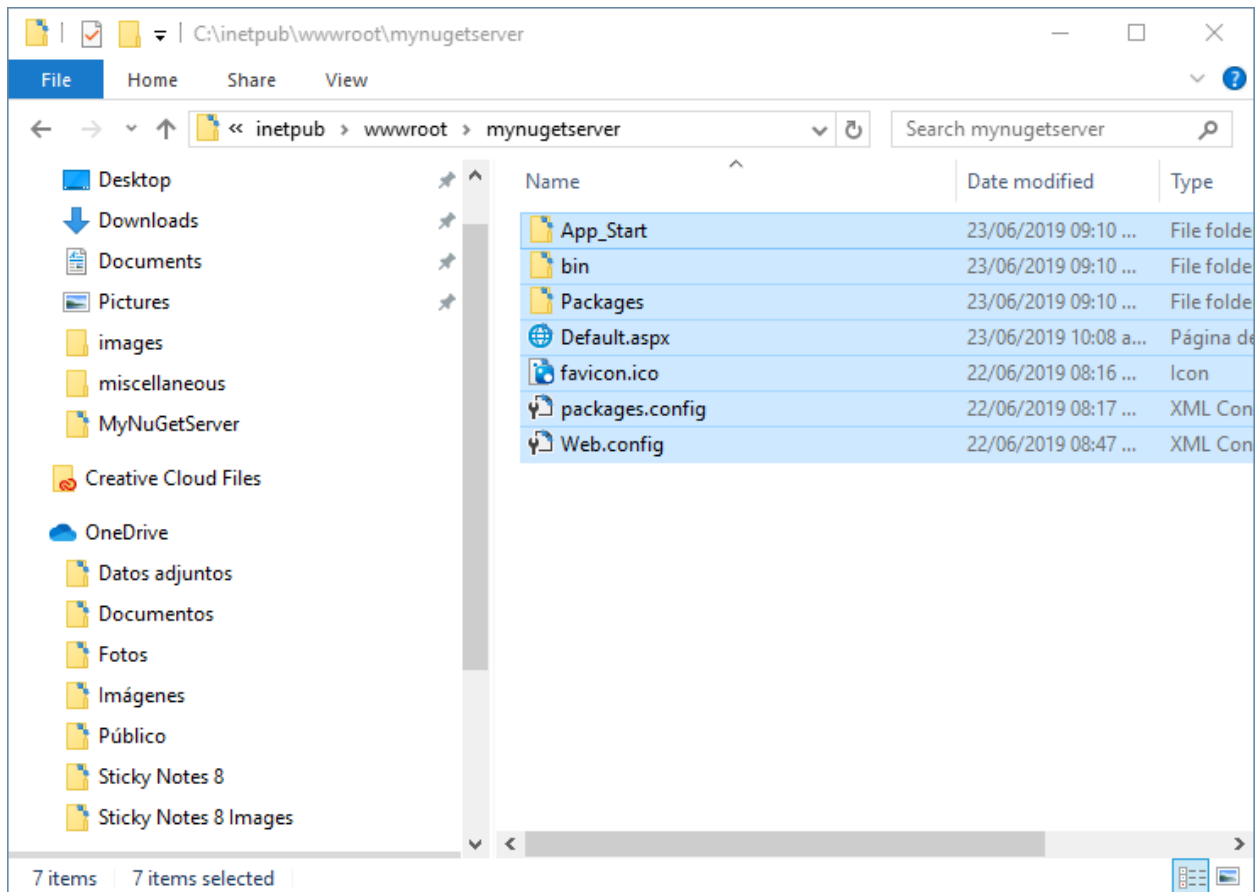 C:\inetpub\wwwroot\mynugetserver
File Home Share View
« inetpub › wwwroot › mynugetserver
Search mynugetserver
Desktop
Downloads
Documents
Pictures
images
miscellaneous
MyNuGetServer
Creative Cloud Files
OneDrive
Datos adjuntos
Documentos
Fotos
Imágenes
Público
Sticky Notes 8
Sticky Notes 8 Images
Name Date modified Type
App_Start 23/06/2019 09:10 ... File folde
bin 23/06/2019 09:10 ... File folde
Packages 23/06/2019 09:10 ... File folde
Default.aspx 23/06/2019 10:08 a... Página de
favicon.ico 22/06/2019 08:16 ... Icon
packages.config 22/06/2019 08:17 ... XML Con
Web.config 22/06/2019 08:47 ... XML Con
7 items 7 items selected